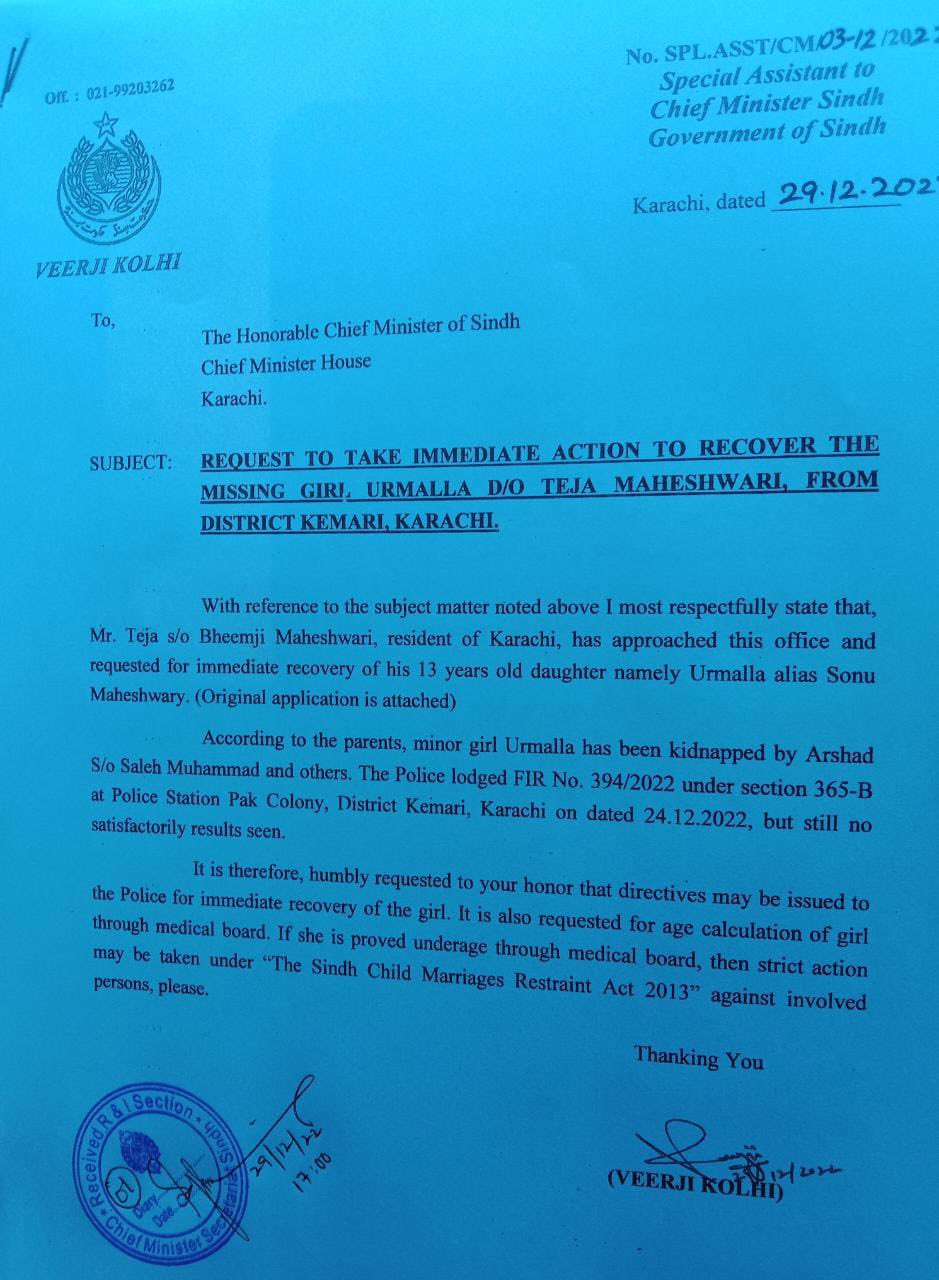 No. SPL.ASST/CM/03-12/202
Special Assistant to
Chief Minister Sindh
Government of Sindh
Off. : 021-99203262
Karachi, dated 29.12.202
VEERJI KOLHI
To,
The Honorable Chief Minister of Sindh
Chief Minister House
Karachi.
SUBJECT: REQUEST TO TAKE IMMEDIATE ACTION TO RECOVER THE
MISSING GIRL URMALLA D/O TEJA MAHESHWARI, FROM
DISTRICT KEMARI, KARACHI.
With reference to the subject matter noted above I most respectfully state that,
Mr. Teja s/o Bheemji Maheshwari, resident of Karachi, has approached this office and
requested for immediate recovery of his 13 years old daughter namely Urmalla alias Sonu
Maheshwary. (Original application is attached)
According to the parents, minor girl Urmalla has been kidnapped by Arshad
S/o Saleh Muhammad and others. The Police lodged FIR No. 394/2022 under section 365-B
at Police Station Pak Colony, District Kemari, Karachi on dated 24.12.2022, but still no
satisfactorily results seen.
It is therefore, humbly requested to your honor that directives may be issued to
the Police for immediate recovery of the girl. It is also requested for age calculation of girl
through medical board. If she is proved underage through medical board, then strict action
may be taken under “The Sindh Child Marriages Restraint Act 2013” against involved
persons, please.
Thanking You
Received R & I Section
Chief Minister Secretariat Sindh
Diary
Date
29/12/22
17:00
29/12/2022
(VEERJI KOLHI)